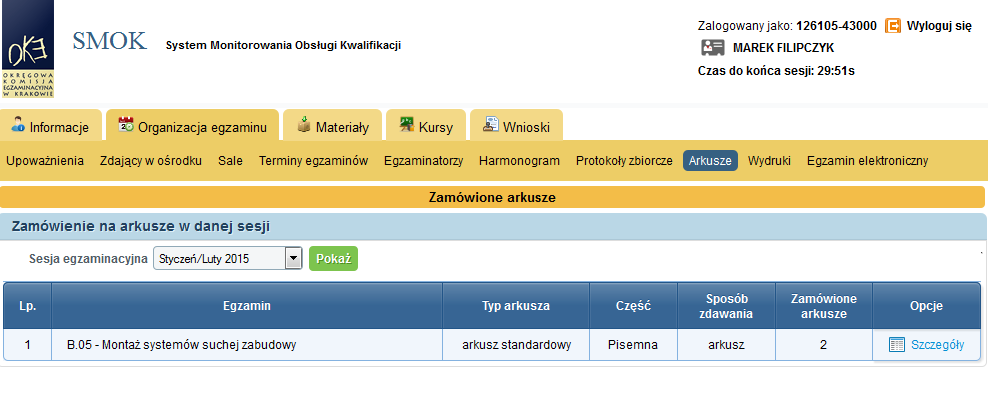 OKE
OKRĘGOWA
KOMISJA
EGZAMINACYJNA
W KRAKOWIE
SMOK System Monitorowania Obsługi Kwalifikacji
Zalogowany jako: 126105-43000 Wyloguj się
MAREK FILIPCZYK
Czas do końca sesji: 29:51s
Informacje Organizacja egzaminu Materiały Kursy Wnioski
Upoważnienia Zdający w ośrodku Sale Terminy egzaminów Egzaminatorzy Harmonogram Protokoły zbiorcze Arkusze Wydruki Egzamin elektroniczny
Zamówione arkusze
Zamówienie na arkusze w danej sesji
Sesja egzaminacyjna Styczeń/Luty 2015 Pokaż
Lp. Egzamin Typ arkusza Część Sposób zdawania Zamówione arkusze Opcje
1 B.05 - Montaż systemów suchej zabudowy arkusz standardowy Pisemna arkusz 2 Szczegóły